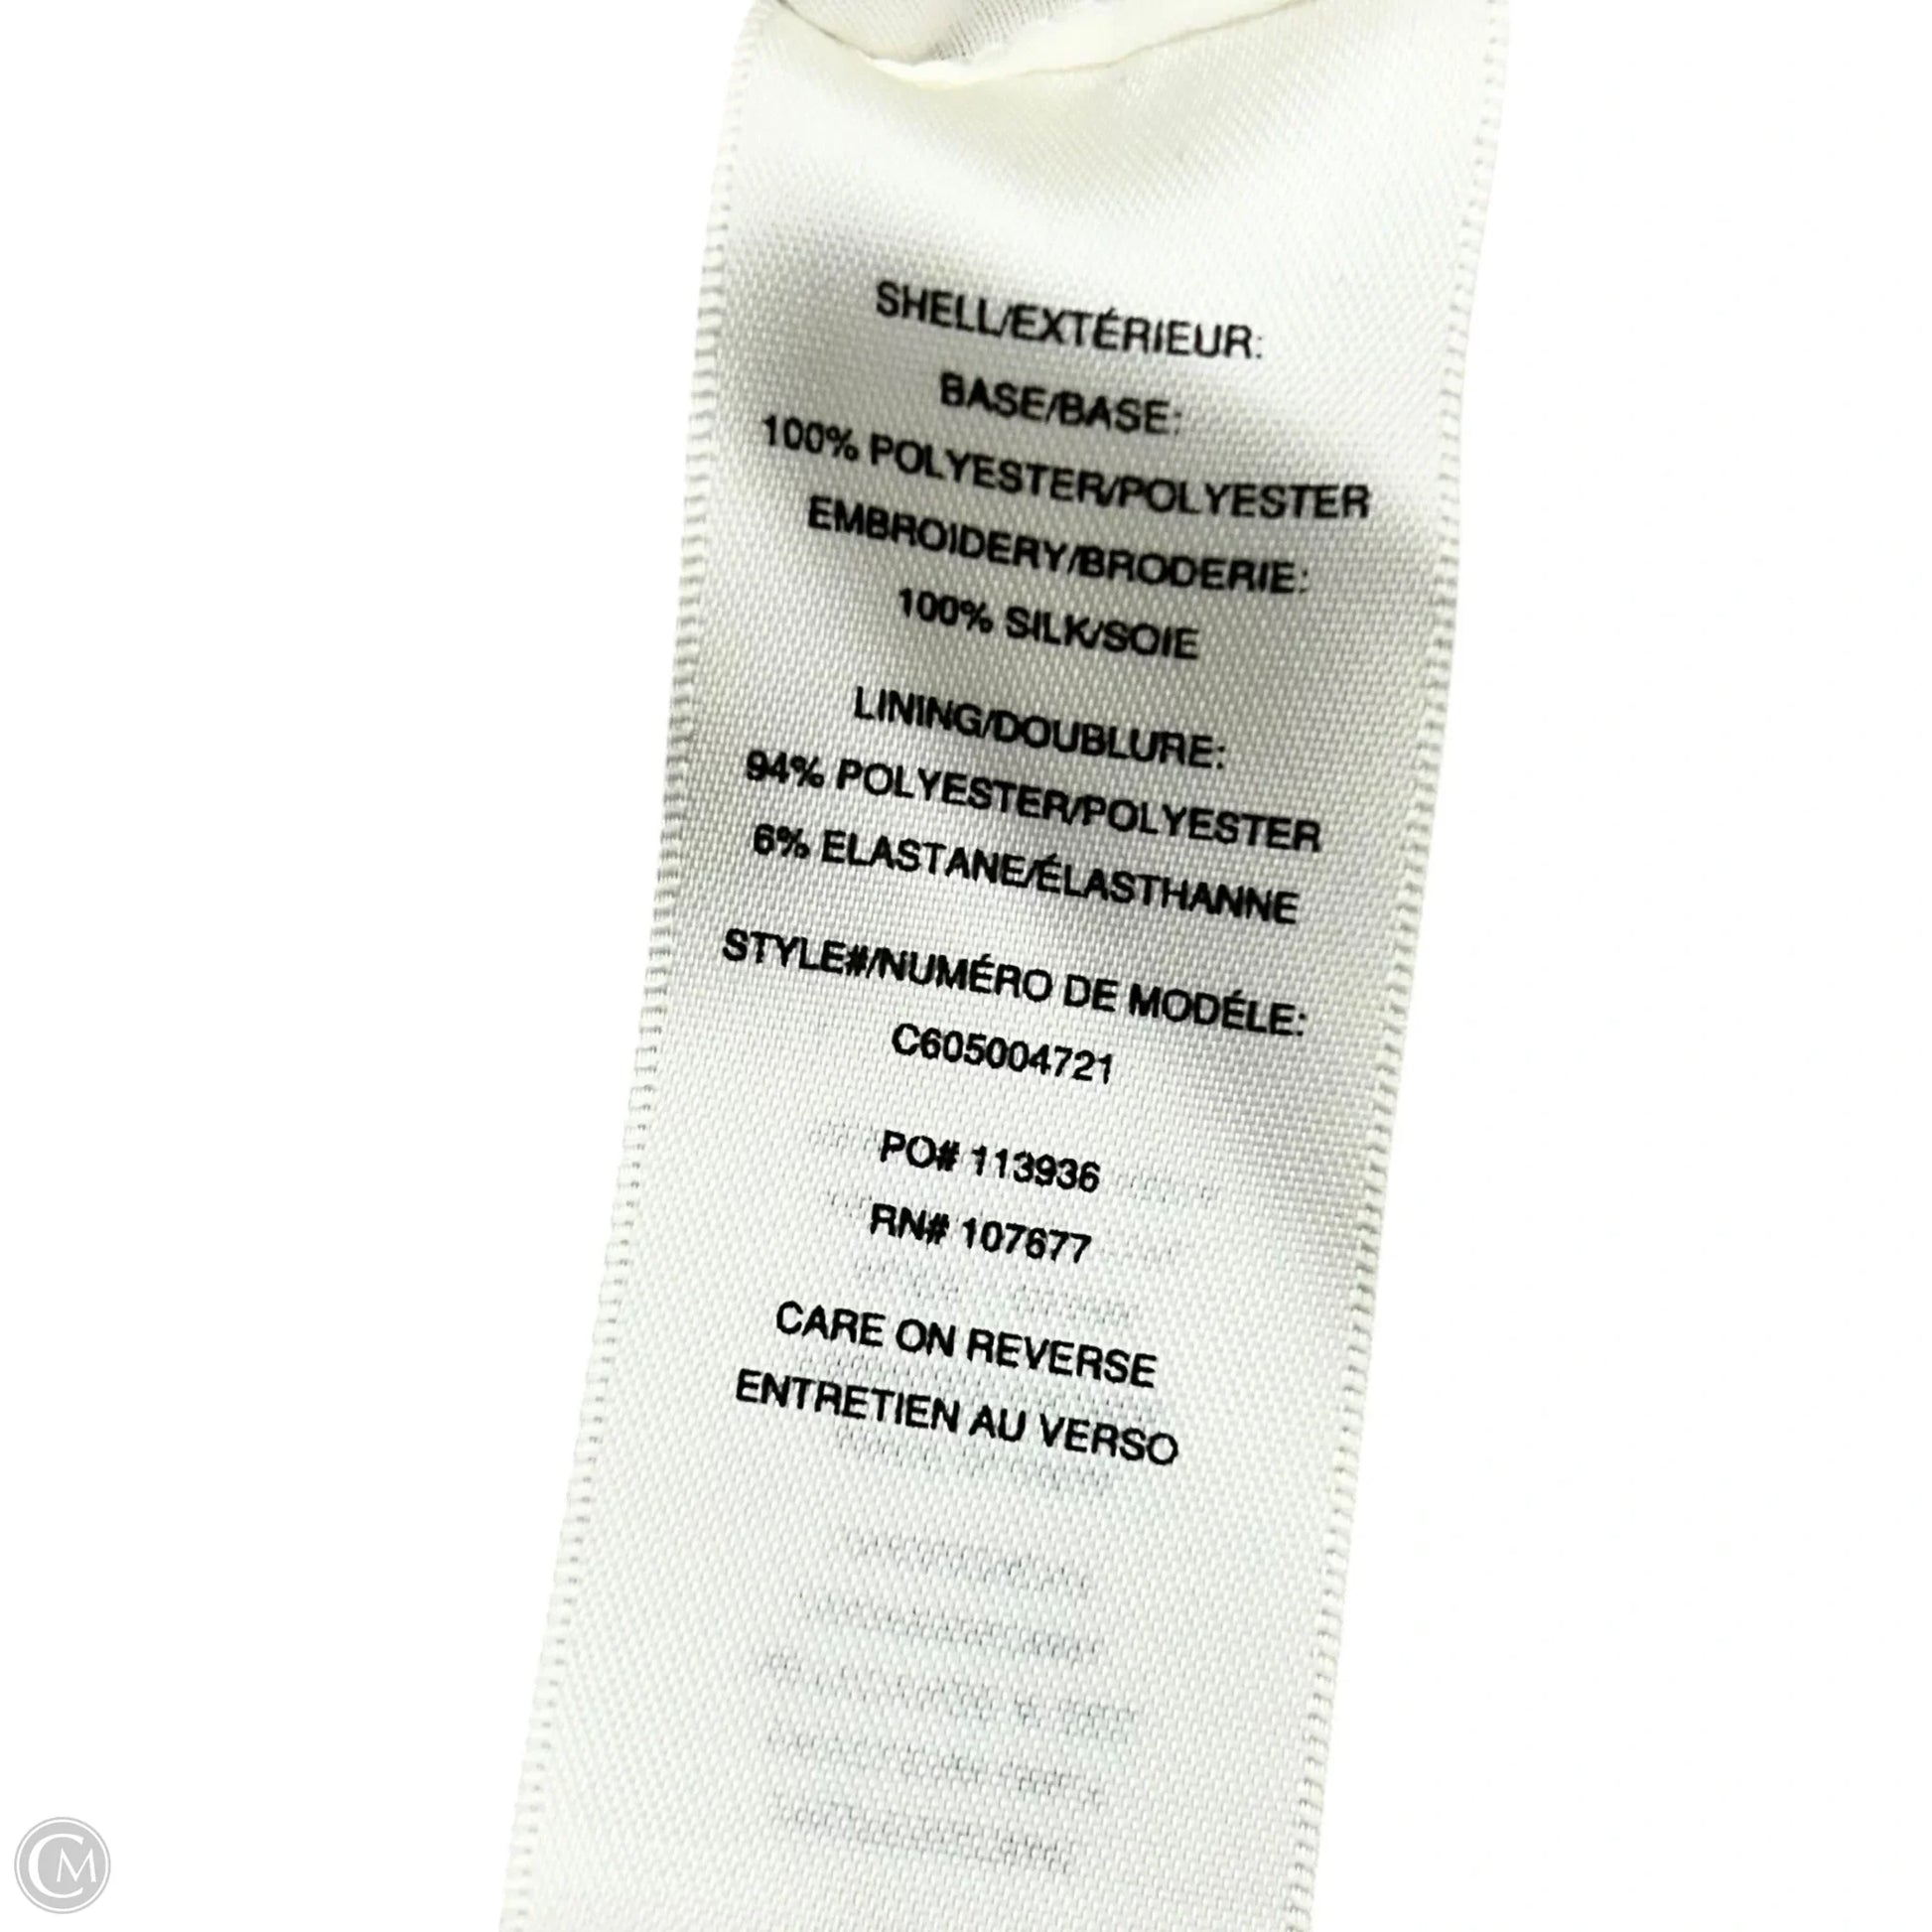 SHELL/EXTÉRIEUR:
BASE/BASE:
100% POLYESTER/POLYESTER
EMBROIDERY/BRODERIE:
100% SILK/SOIE
LINING/DOUBLURE:
94% POLYESTER/POLYESTER
6% ELASTANE/ÉLASTHANNE
STYLE#/NUMÉRO DE MODÉLE:
C605004721
PO# 113936
RN# 107677
CARE ON REVERSE
ENTRETIEN AU VERSO
CM